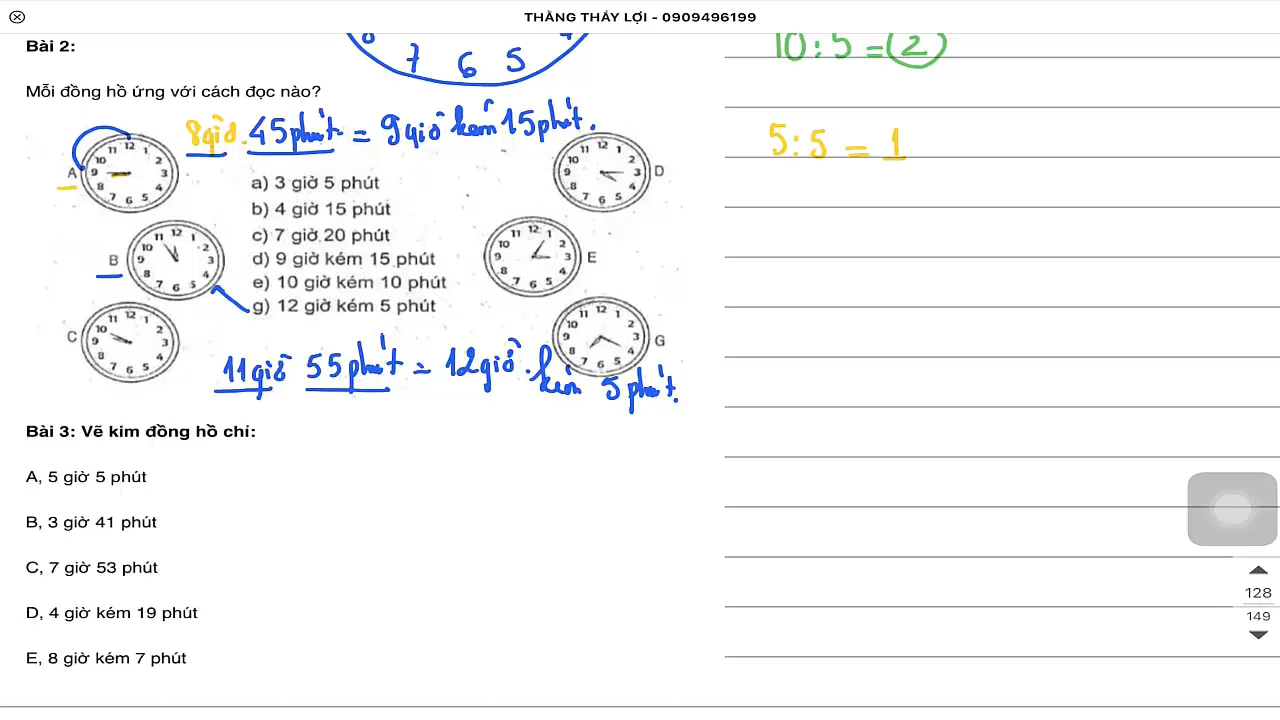 THẦNG THẦY LỢI - 0909496199
Bài 2:
7 6 5
10 : 5 = 2
Mỗi đồng hồ ứng với cách đọc nào?
8 giờ. 45 phút = 9 giờ kém 15 phút.
5 : 5 = 1
A
D
a) 3 giờ 5 phút
b) 4 giờ 15 phút
c) 7 giờ 20 phút
B
E
d) 9 giờ kém 15 phút
e) 10 giờ kém 10 phút
g) 12 giờ kém 5 phút
C
G
11 giờ 55 phút = 12 giờ. kém 5 phút.
Bài 3: Vẽ kim đồng hồ chỉ:
A, 5 giờ 5 phút
B, 3 giờ 41 phút
C, 7 giờ 53 phút
D, 4 giờ kém 19 phút
E, 8 giờ kém 7 phút
128
149